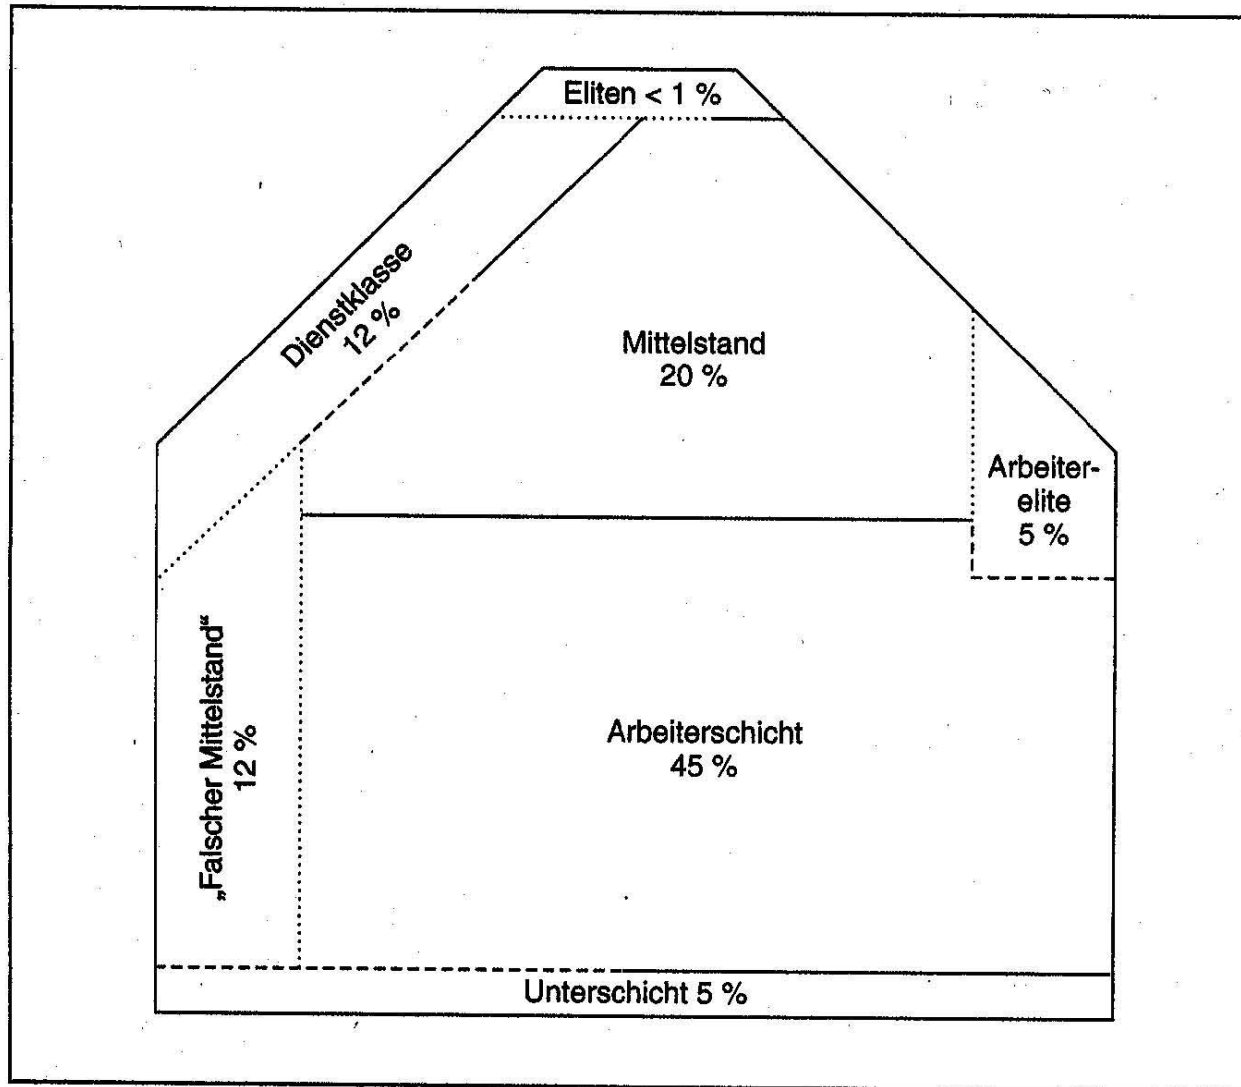 Eliten < 1 %
Dienstklasse
12 %
Mittelstand
20 %
Arbeiter-
elite
5 %
„Falscher Mittelstand“
12 %
Arbeiterschicht
45 %
Unterschicht 5 %